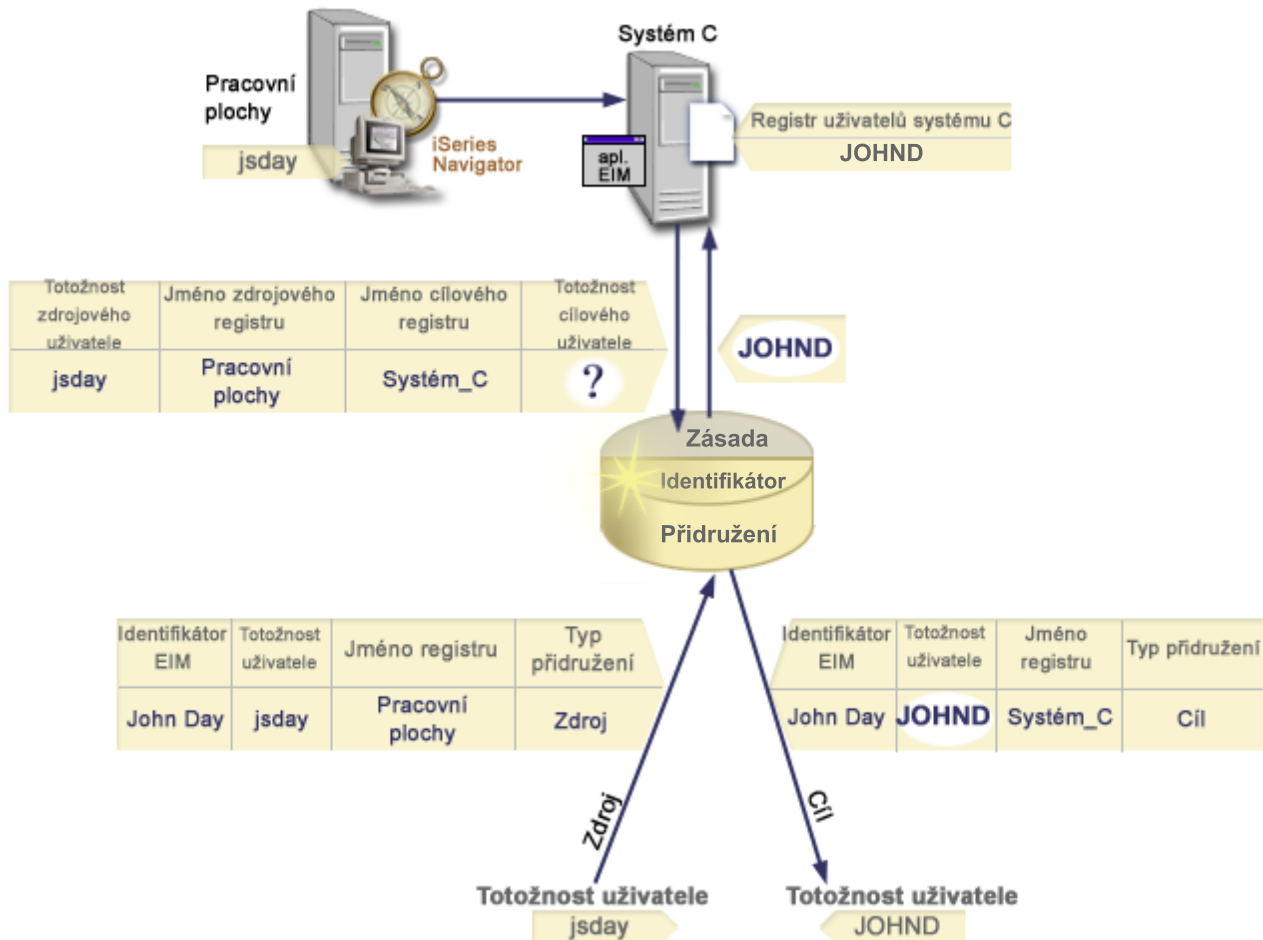 Systém C
Pracovní
plochy
jsday
iSeries
Navigator
apl.
EIM
Registr uživatelů systému C
JOHND
Totožnost
zdrojového
uživatele
Jméno zdrojového
registru
Jméno cílového
registru
Totožnost
cílového
uživatele
jsday
Pracovní
plochy
Systém_C
?
JOHND
Zásada
Identifikátor
Přidružení
Identifikátor
EIM
Totožnost
uživatele
Jméno registru
Typ
přidružení
John Day
jsday
Pracovní
plochy
Zdroj
Identifikátor
EIM
Totožnost
uživatele
Jméno
registru
Typ přidružení
John Day
JOHND
Systém_C
Cíl
Zdroj
Cíl
Totožnost uživatele
jsday
Totožnost uživatele
JOHND